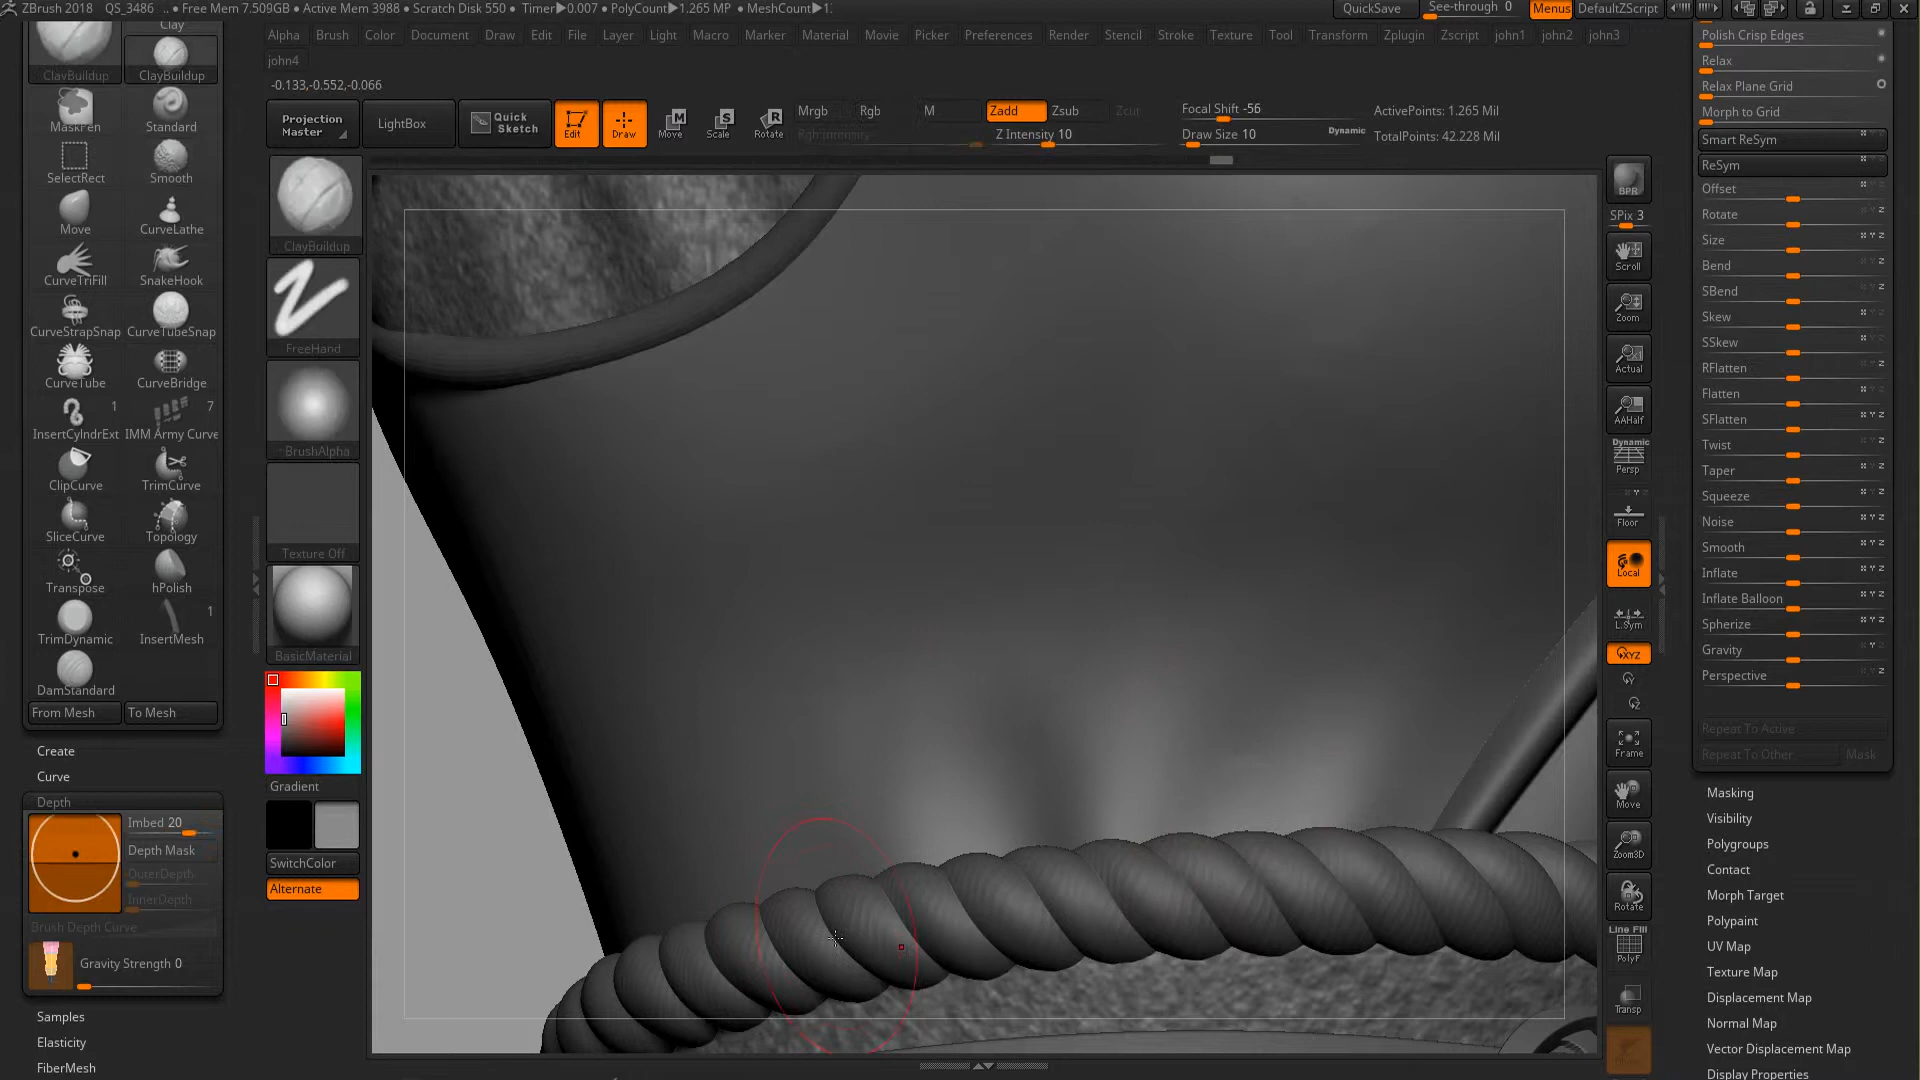 ZBrush 2018 QS_3486 .. • Free Mem 7.509GB • Active Mem 3988 • Scratch Disk 550 • Timer▶0.007 • PolyCount▶1.265 MP • MeshCount▶1
QuickSave See-through 0 Menus DefaultZScript
Alpha Brush Color Document Draw Edit File Layer Light Macro Marker Material Movie Picker Preferences Render Stencil Stroke Texture Tool Transform Zplugin Zscript john1 john2 john3
john4
-0.133,-0.552,-0.066
Projection Master
LightBox
Quick Sketch
Edit
Draw
Move
Scale
Rotate
Mrgb Rgb M Zadd Zsub Zcut
Rgb Intensity Z Intensity 10
Focal Shift -56
Draw Size 10 Dynamic
ActivePoints: 1.265 Mil
TotalPoints: 42.228 Mil
Clay
ClayBuildup ClayBuildup
MaskPen Standard
SelectRect Smooth
Move CurveLathe
CurveTriFill SnakeHook
CurveStrapSnap CurveTubeSnap
CurveTube CurveBridge
1 7
InsertCylndrExt IMM Army Curve
ClipCurve TrimCurve
SliceCurve Topology
Transpose hPolish
1
TrimDynamic InsertMesh
DamStandard
From Mesh To Mesh
Create
Curve
Depth
Imbed 20
Depth Mask
OuterDepth
InnerDepth
Brush Depth Curve
Gravity Strength 0
Samples
Elasticity
FiberMesh
ClayBuildup
FreeHand
~BrushAlpha
Texture Off
BasicMaterial
Gradient
SwitchColor
Alternate
BPR
SPix 3
Scroll
Zoom
Actual
AAHalf
Dynamic
Persp
Floor
Local
L.Sym
XYZ
Frame
Move
Zoom3D
Rotate
Line Fill
PolyF
Transp
Polish Crisp Edges
Relax
Relax Plane Grid
Morph to Grid
Smart ReSym
ReSym
Offset
Rotate
Size
Bend
SBend
Skew
SSkew
RFlatten
Flatten
SFlatten
Twist
Taper
Squeeze
Noise
Smooth
Inflate
Inflate Balloon
Spherize
Gravity
Perspective
Repeat To Active
Repeat To Other Mask
Masking
Visibility
Polygroups
Contact
Morph Target
Polypaint
UV Map
Texture Map
Displacement Map
Normal Map
Vector Displacement Map
Display Properties